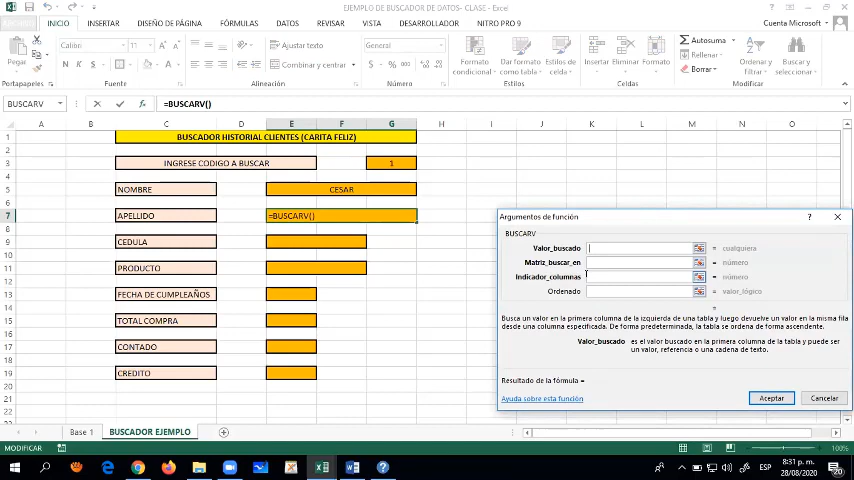 EJEMPLO DE BUSCADOR DE DATOS- CLASE - Excel
ARCHIVO INICIO INSERTAR DISEÑO DE PÁGINA FÓRMULAS DATOS REVISAR VISTA DESARROLLADOR NITRO PRO 9 Cuenta Microsoft
Pegar
Calibri 11
N
Ajustar texto
General
$ % 000
Formato condicional
Dar formato como tabla
Estilos de celda
Insertar
Eliminar
Formato
Autosuma
Rellenar
Borrar
Ordenar y filtrar
Buscar y seleccionar
Portapapeles Fuente Alineación Número
BUSCARV =BUSCARV()
A B C D E F G H I J K L M N O
1 BUSCADOR HISTORIAL CLIENTES (CARITA FELIZ)
3 INGRESE CODIGO A BUSCAR 1
4
5 NOMBRE CESAR
6
7 APELLIDO =BUSCARV()
8
9 CEDULA
10
11 PRODUCTO
12
13 FECHA DE CUMPLEAÑOS
14
15 TOTAL COMPRA
16
17 CONTADO
18
19 CREDITO
20
21
22
Argumentos de función ?
BUSCARV
Valor_buscado = cualquiera
Matriz_buscar_en = número
Indicador_columnas = número
Ordenado = valor_lógico
=
Busca un valor en la primera columna de la izquierda de una tabla y luego devuelve un valor en la misma fila
desde una columna especificada. De forma predeterminada, la tabla se ordena de forma ascendente.
Valor_buscado es el valor buscado en la primera columna de la tabla y puede ser
un valor, referencia o una cadena de texto.
Resultado de la fórmula =
Ayuda sobre esta función Aceptar Cancelar
Base 1 BUSCADOR EJEMPLO
MODIFICAR 100%
ESP 8:31 p. m.
28/08/2020
20